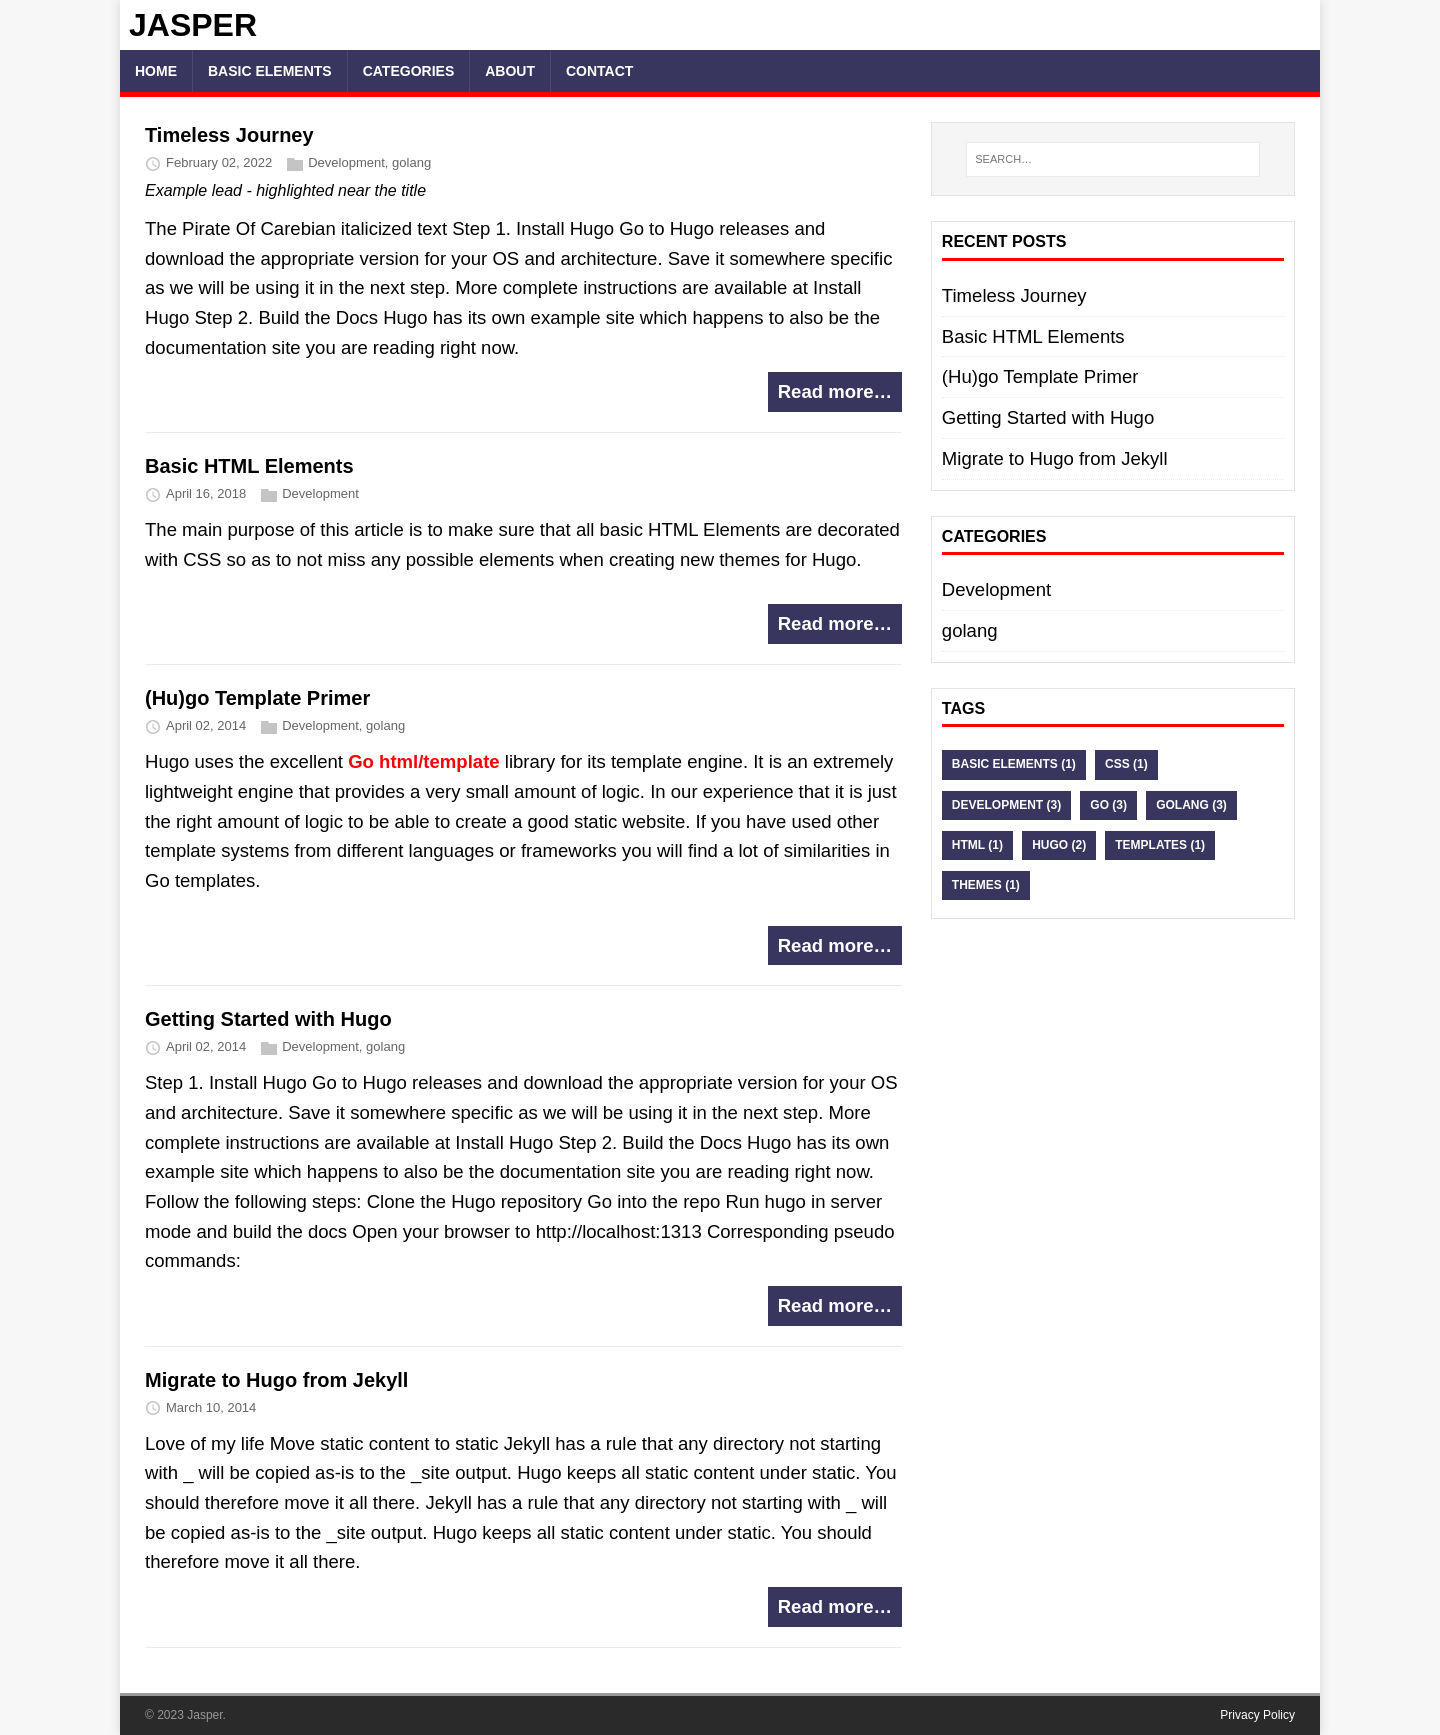 JASPER
HOME BASIC ELEMENTS CATEGORIES ABOUT CONTACT
Timeless Journey
February 02, 2022 Development, golang
Example lead - highlighted near the title
The Pirate Of Carebian italicized text Step 1. Install Hugo Go to Hugo releases and
download the appropriate version for your OS and architecture. Save it somewhere specific
as we will be using it in the next step. More complete instructions are available at Install
Hugo Step 2. Build the Docs Hugo has its own example site which happens to also be the
documentation site you are reading right now.
Read more…
Basic HTML Elements
April 16, 2018 Development
The main purpose of this article is to make sure that all basic HTML Elements are decorated
with CSS so as to not miss any possible elements when creating new themes for Hugo.
Read more…
(Hu)go Template Primer
April 02, 2014 Development, golang
Hugo uses the excellent Go html/template library for its template engine. It is an extremely
lightweight engine that provides a very small amount of logic. In our experience that it is just
the right amount of logic to be able to create a good static website. If you have used other
template systems from different languages or frameworks you will find a lot of similarities in
Go templates.
Read more…
Getting Started with Hugo
April 02, 2014 Development, golang
Step 1. Install Hugo Go to Hugo releases and download the appropriate version for your OS
and architecture. Save it somewhere specific as we will be using it in the next step. More
complete instructions are available at Install Hugo Step 2. Build the Docs Hugo has its own
example site which happens to also be the documentation site you are reading right now.
Follow the following steps: Clone the Hugo repository Go into the repo Run hugo in server
mode and build the docs Open your browser to http://localhost:1313 Corresponding pseudo
commands:
Read more…
Migrate to Hugo from Jekyll
March 10, 2014
Love of my life Move static content to static Jekyll has a rule that any directory not starting
with _ will be copied as-is to the _site output. Hugo keeps all static content under static. You
should therefore move it all there. Jekyll has a rule that any directory not starting with _ will
be copied as-is to the _site output. Hugo keeps all static content under static. You should
therefore move it all there.
Read more…
SEARCH…
RECENT POSTS
Timeless Journey
Basic HTML Elements
(Hu)go Template Primer
Getting Started with Hugo
Migrate to Hugo from Jekyll
CATEGORIES
Development
golang
TAGS
BASIC ELEMENTS (1) CSS (1)
DEVELOPMENT (3) GO (3) GOLANG (3)
HTML (1) HUGO (2) TEMPLATES (1)
THEMES (1)
© 2023 Jasper. Privacy Policy